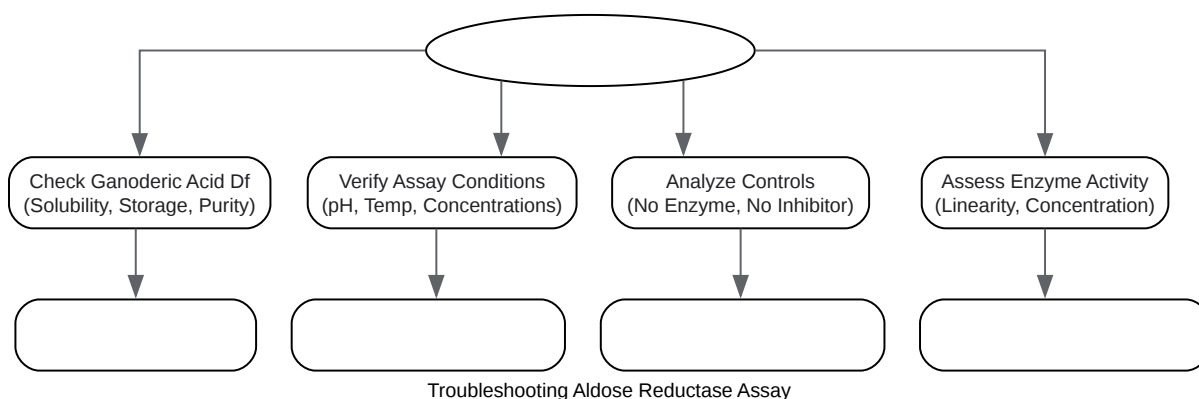 Check Ganoderic Acid Df
(Solubility, Storage, Purity)
Verify Assay Conditions
(pH, Temp, Concentrations)
Analyze Controls
(No Enzyme, No Inhibitor)
Assess Enzyme Activity
(Linearity, Concentration)
Troubleshooting Aldose Reductase Assay